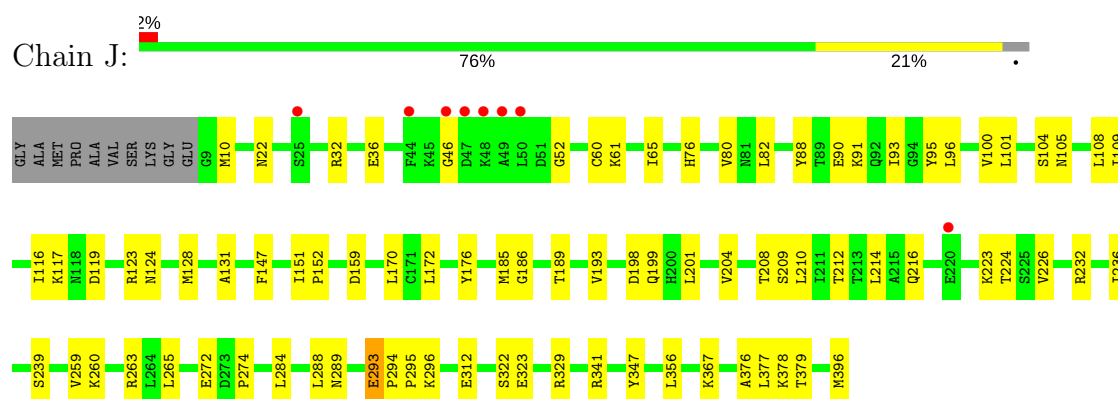 2%
Chain J:
76% 21% •
GLY ALA MET PRO ALA VAL SER LYS GLY GLU G9 M10 N22 S25 R32 E36 F44 K45 G46 D47 K48 A49 L50 D51 G52 C60 K61 I65 H76 V80 N81 L82 Y88 T89 E90 K91 Q92 I93 G94 Y95 L96 V100 L101 S104 N105 L108 I109
I116 K117 N118 D119 R123 N124 M128 A131 F147 I151 P152 D159 L170 C171 L172 Y176 M185 G186 T189 V193 D198 Q199 H200 L201 V204 T208 S209 L210 I211 T212 T213 L214 A215 Q216 E220 K223 T224 S225 V226 R232 I236
S239 V259 K260 R263 L264 L265 E272 D273 P274 L284 L288 N289 E293 P294 P295 K296 E312 S322 E323 R329 R341 Y347 L356 K367 A376 L377 K378 T379 M396